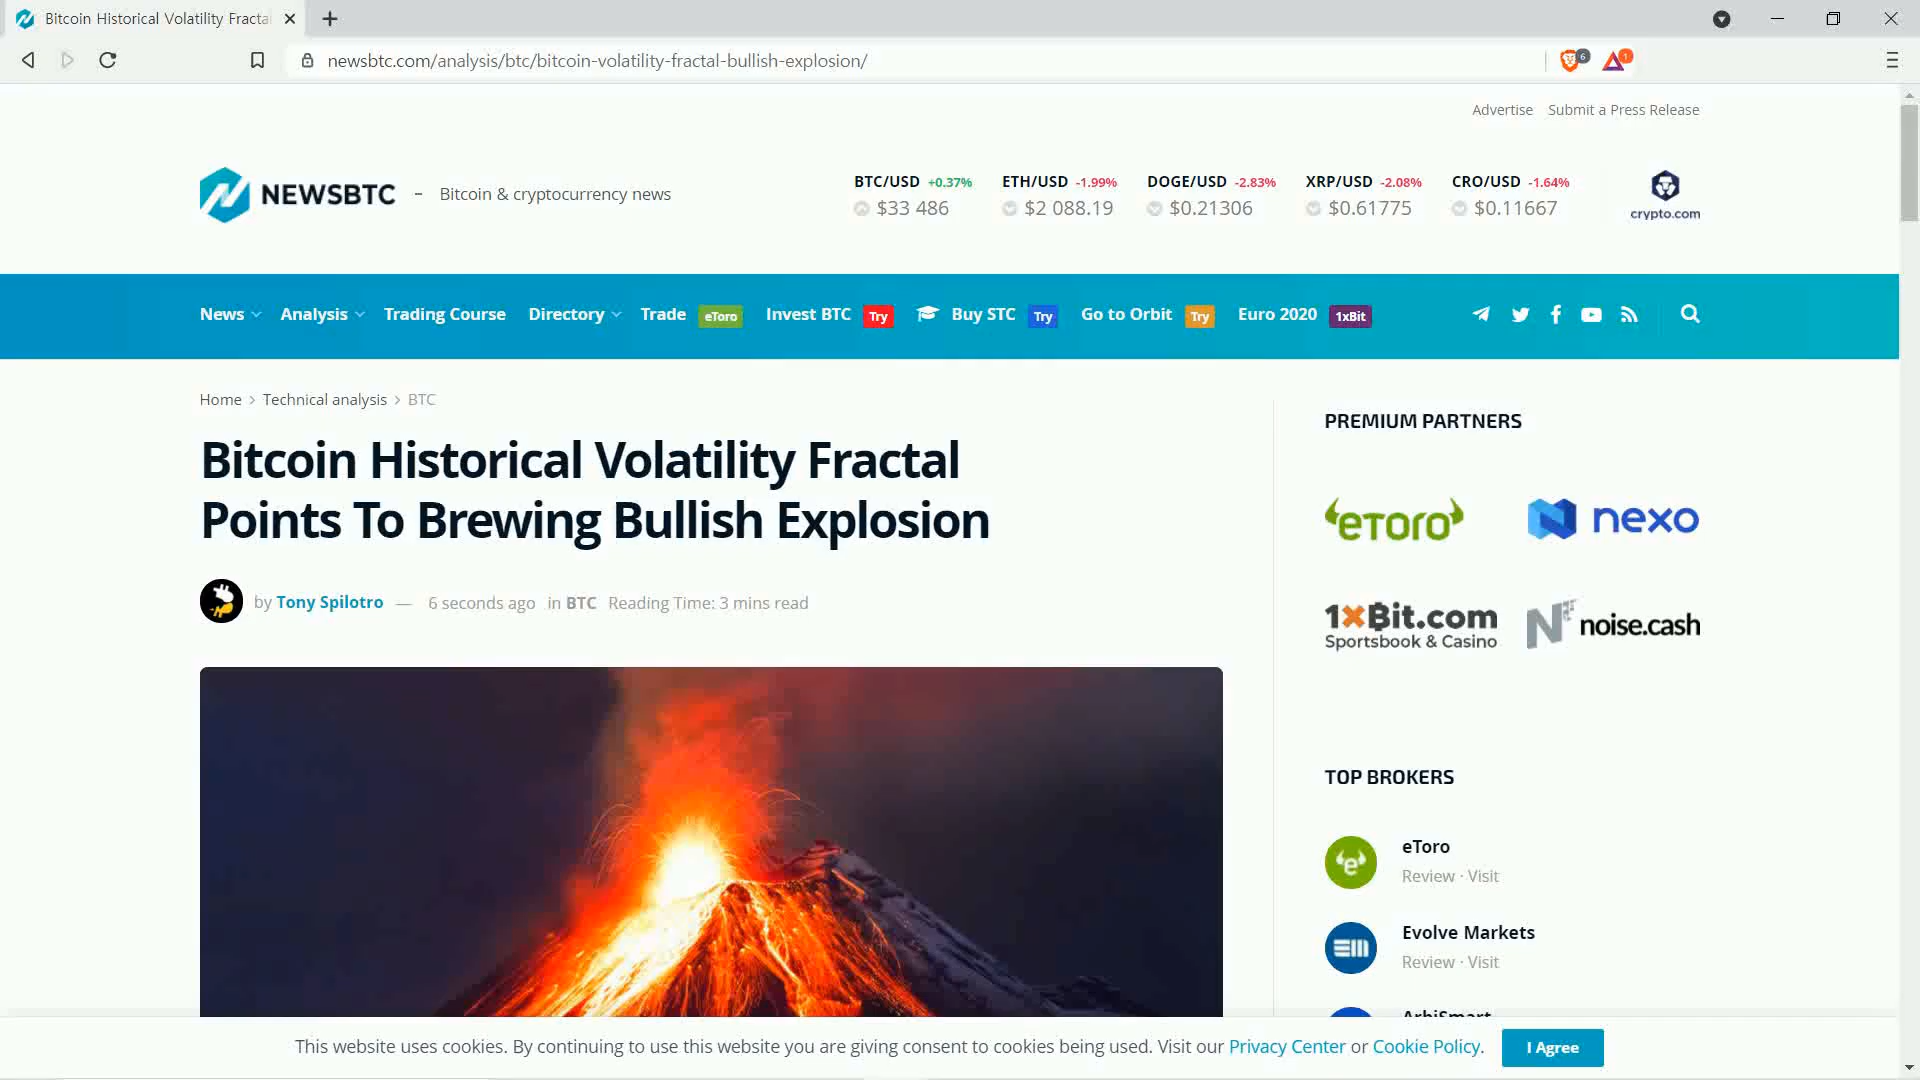 Bitcoin Historical Volatility Fracta
newsbtc.com/analysis/btc/bitcoin-volatility-fractal-bullish-explosion/
6
1
Advertise Submit a Press Release
NEWSBTC - Bitcoin & cryptocurrency news
BTC/USD +0.37% ETH/USD -1.99% DOGE/USD -2.83% XRP/USD -2.08% CRO/USD -1.64%
$33 486 $2 088.19 $0.21306 $0.61775 $0.11667
crypto.com
News Analysis Trading Course Directory Trade eToro Invest BTC Try Buy STC Try Go to Orbit Try Euro 2020 1xBit
Home > Technical analysis > BTC
Bitcoin Historical Volatility Fractal
Points To Brewing Bullish Explosion
by Tony Spilotro — 6 seconds ago in BTC Reading Time: 3 mins read
PREMIUM PARTNERS
eTORO
nexo
1xBit.com
Sportsbook & Casino
noise.cash
TOP BROKERS
eToro
Review · Visit
Evolve Markets
Review · Visit
ArbiSmart
This website uses cookies. By continuing to use this website you are giving consent to cookies being used. Visit our Privacy Center or Cookie Policy. I Agree